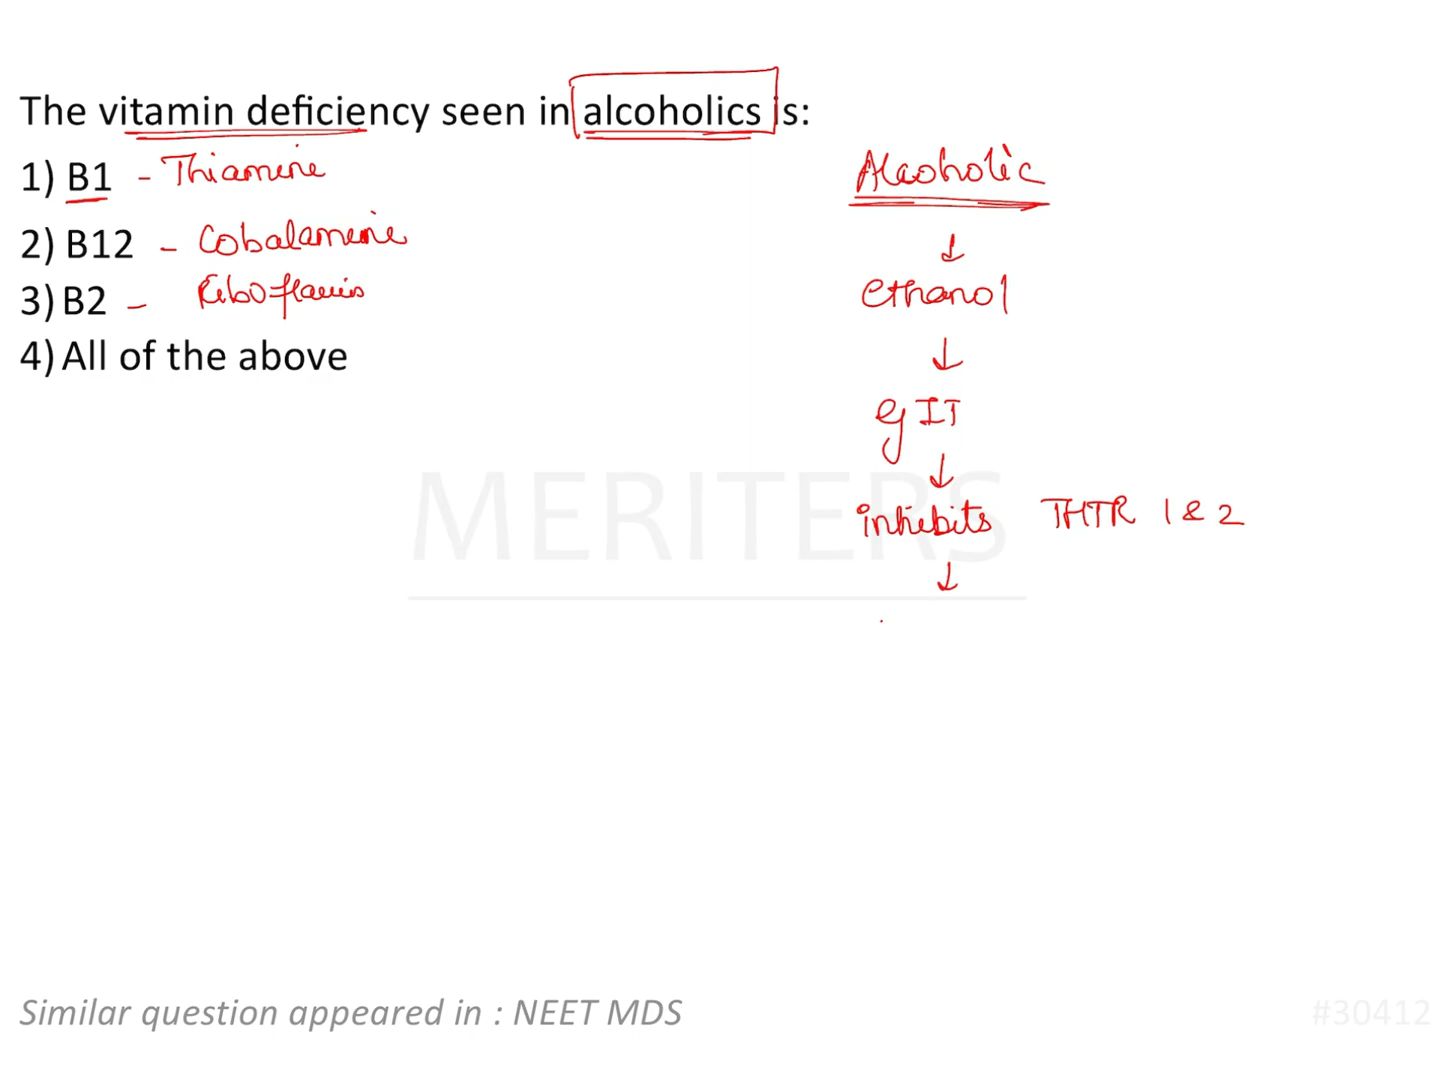 The vitamin deficiency seen in alcoholics is:
1) B1 - Thiamine
2) B12 - Cobalamine
3) B2 - Riboflavin
4) All of the above
Alcoholic
↓
ethanol
↓
GIT
↓
inhibits THTR 1 & 2
↓
MERITERS
Similar question appeared in : NEET MDS
#30412